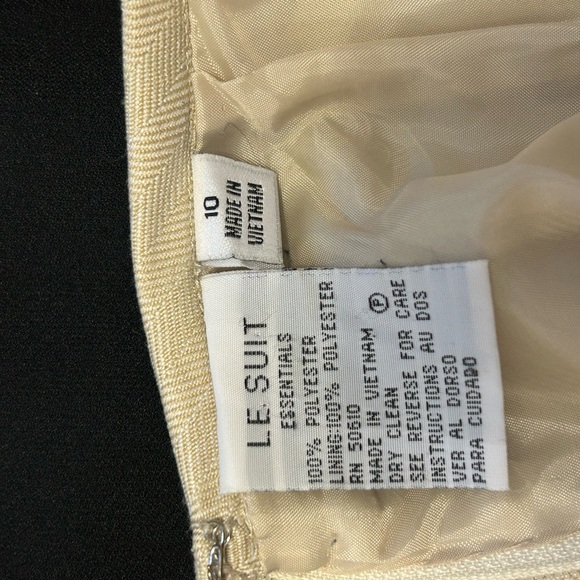 10
MADE IN
VIETNAM
LE SUIT
ESSENTIALS
100% POLYESTER
LINING:100% POLYESTER
RN 50610
MADE IN VIETNAM Ⓟ
DRY CLEAN
SEE REVERSE FOR CARE
INSTRUCTIONS AU DOS
VER AL DORSO
PARA CUIDADO